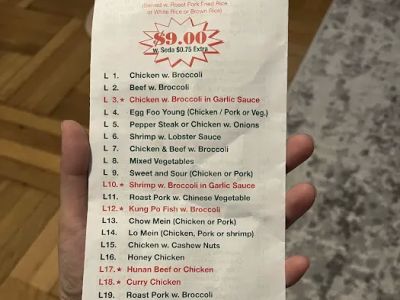 (Served w. Roast Pork Fried Rice
or White Rice or Brown Rice)
$9.00
w. Soda $0.75 Extra
L 1. Chicken w. Broccoli
L 2. Beef w. Broccoli
L 3.★ Chicken w. Broccoli in Garlic Sauce
L 4. Egg Foo Young (Chicken / Pork or Veg.)
L 5. Pepper Steak or Chicken w. Onions
L 6. Shrimp w. Lobster Sauce
L 7. Chicken & Beef w. Broccoli
L 8. Mixed Vegetables
L 9. Sweet and Sour (Chicken or Pork)
L10.★ Shrimp w. Broccoli in Garlic Sauce
L11. Roast Pork w. Chinese Vegetable
L12.★ Kung Po Fish w. Broccoli
L13. Chow Mein (Chicken or Pork)
L14. Lo Mein (Chicken, Pork or shrimp)
L15. Chicken w. Cashew Nuts
L16. Honey Chicken
L17.★ Hunan Beef or Chicken
L18.★ Curry Chicken
L19. Roast Pork w. Broccoli